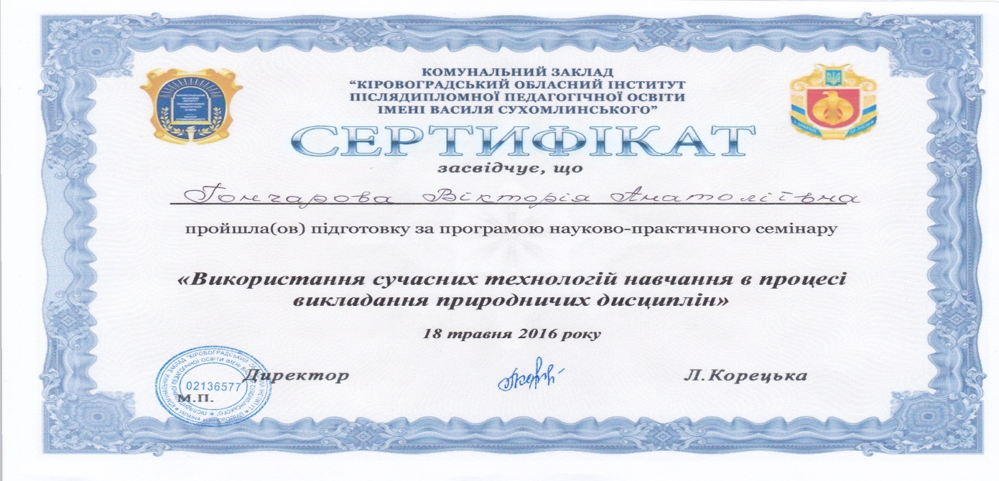 КОМУНАЛЬНИЙ ЗАКЛАД
“КІРОВОГРАДСЬКИЙ ОБЛАСНИЙ ІНСТИТУТ
ПІСЛЯДИПЛОМНОЇ ПЕДАГОГІЧНОЇ ОСВІТИ
ІМЕНІ ВАСИЛЯ СУХОМЛИНСЬКОГО”
СЕРТИФІКАТ
засвідчує, що
Гончарова Вікторія Анатоліївна
пройшла(ов) підготовку за програмою науково-практичного семінару
«Використання сучасних технологій навчання в процесі
викладання природничих дисциплін»
18 травня 2016 року
Директор
Л.Корецька
02136577
М.П.